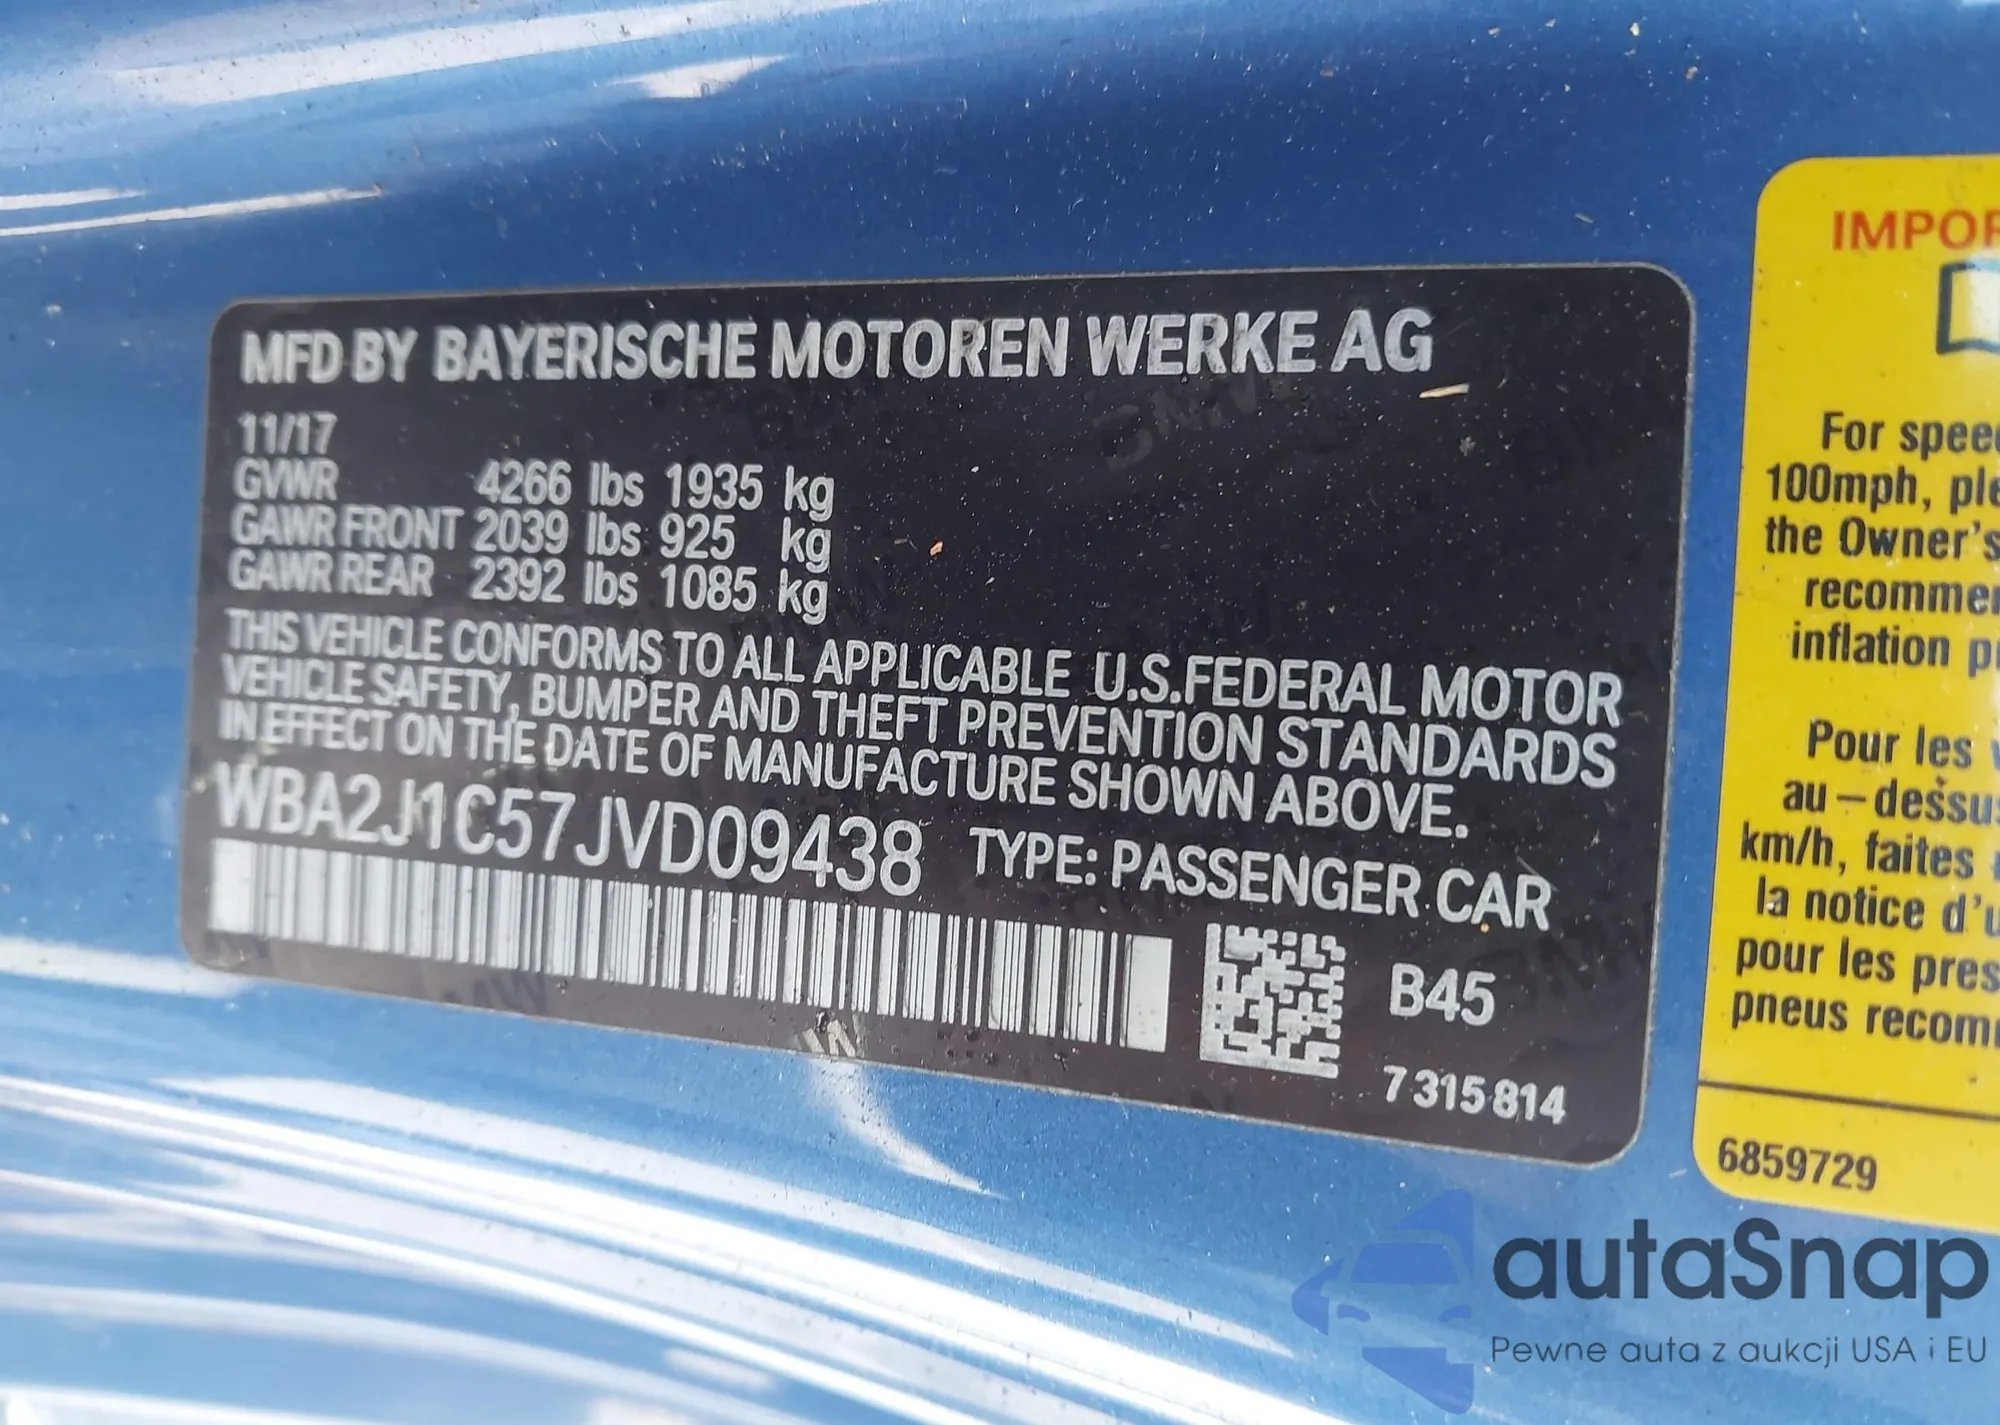 MFD BY BAYERISCHE MOTOREN WERKE AG
11/17
GVWR 4266 lbs 1935 kg
GAWR FRONT 2039 lbs 925 kg
GAWR REAR 2392 lbs 1085 kg
THIS VEHICLE CONFORMS TO ALL APPLICABLE U.S.FEDERAL MOTOR
VEHICLE SAFETY, BUMPER AND THEFT PREVENTION STANDARDS
IN EFFECT ON THE DATE OF MANUFACTURE SHOWN ABOVE.
WBA2J1C57JVD09438 TYPE: PASSENGER CAR
B45
7315814
IMPOR
For spee
100mph, ple
the Owner's
recommen
inflation p
Pour les
au-dessus
km/h, faites
la notice d'u
pour les pres
pneus recom
6859729
autaSnap
Pewne auta z aukcji USA i EU